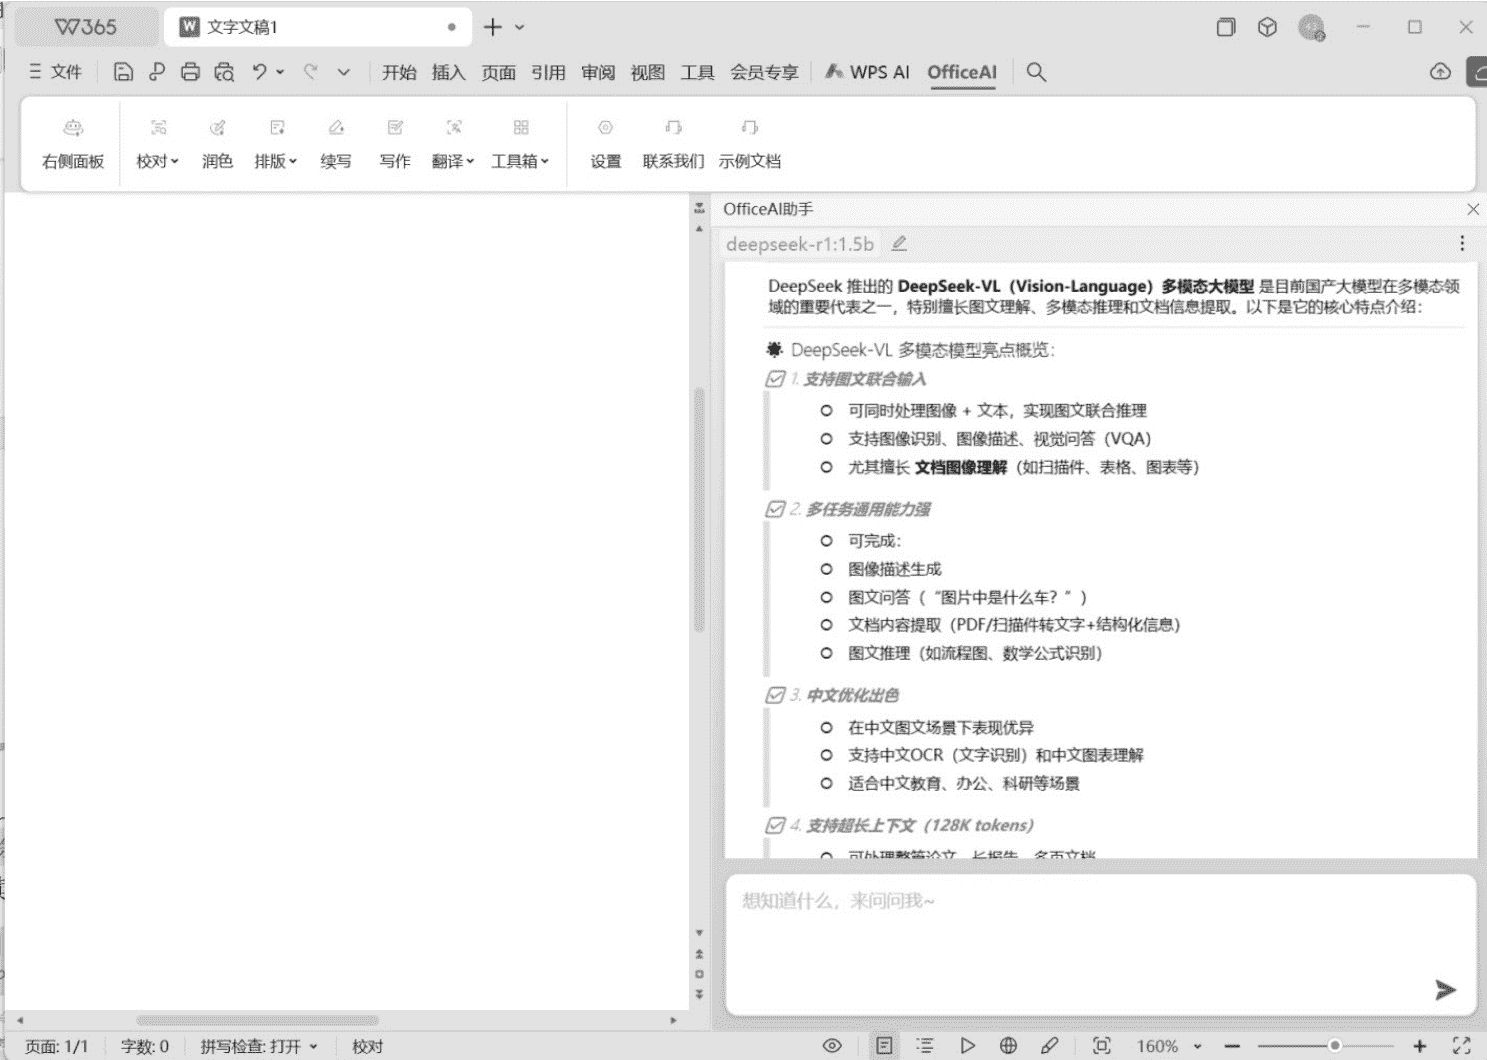 W365
文字文稿1
文件
开始 插入 页面 引用 审阅 视图 工具 会员专享 WPS AI OfficeAI
右侧面板 校对 润色 排版 续写 写作 翻译 工具箱 设置 联系我们 示例文档
OfficeAI助手
deepseek-r1:1.5b
DeepSeek 推出的 DeepSeek-VL（Vision-Language）多模态大模型 是目前国产大模型在多模态领
域的重要代表之一，特别擅长图文理解、多模态推理和文档信息提取。以下是它的核心特点介绍：
DeepSeek-VL 多模态模型亮点概览：
1. 支持图文联合输入
可同时处理图像 + 文本，实现图文联合推理
支持图像识别、图像描述、视觉问答（VQA）
尤其擅长 文档图像理解（如扫描件、表格、图表等）
2. 多任务通用能力强
可完成：
图像描述生成
图文问答（“图片中是什么车？”）
文档内容提取（PDF/扫描件转文字+结构化信息）
图文推理（如流程图、数学公式识别）
3. 中文优化出色
在中文图文场景下表现优异
支持中文OCR（文字识别）和中文图表理解
适合中文教育、办公、科研等场景
4. 支持超长上下文（128K tokens）
可处理整篇论文、长报告、多页文档
想知道什么，来问问我~
页面: 1/1 字数: 0 拼写检查: 打开 校对 160%